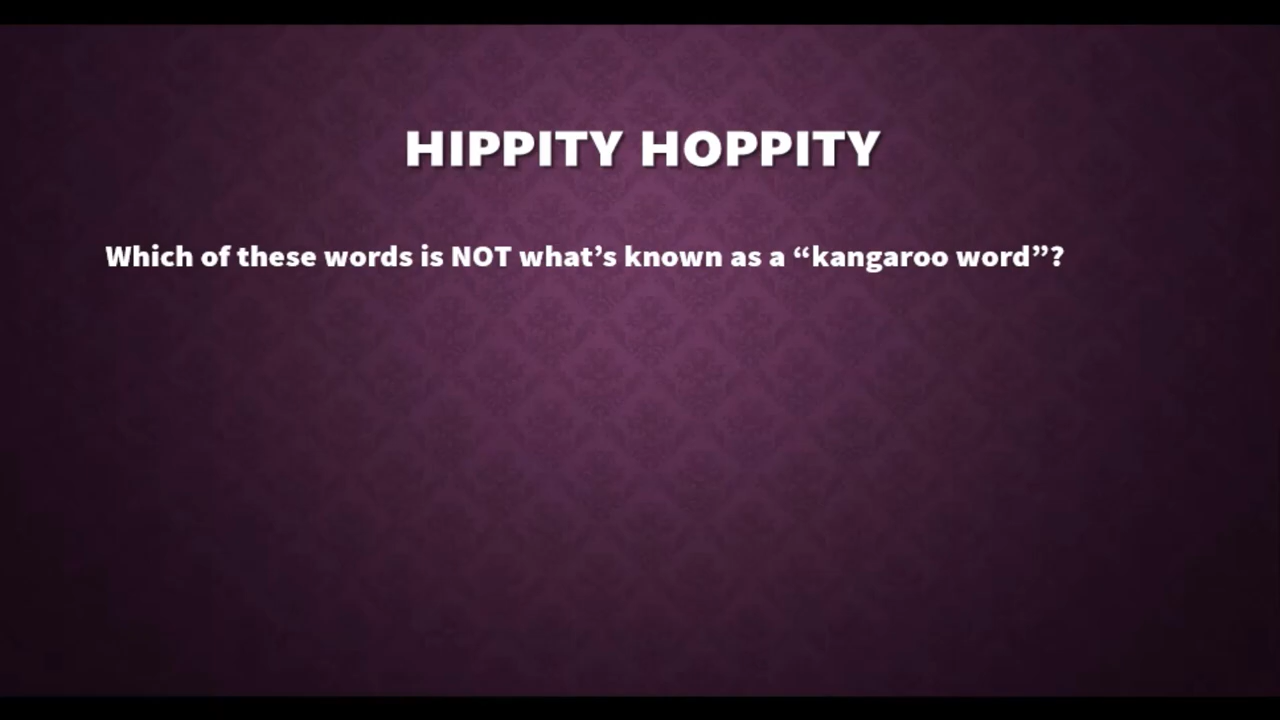 HIPPITY HOPPITY
Which of these words is NOT what’s known as a “kangaroo word”?